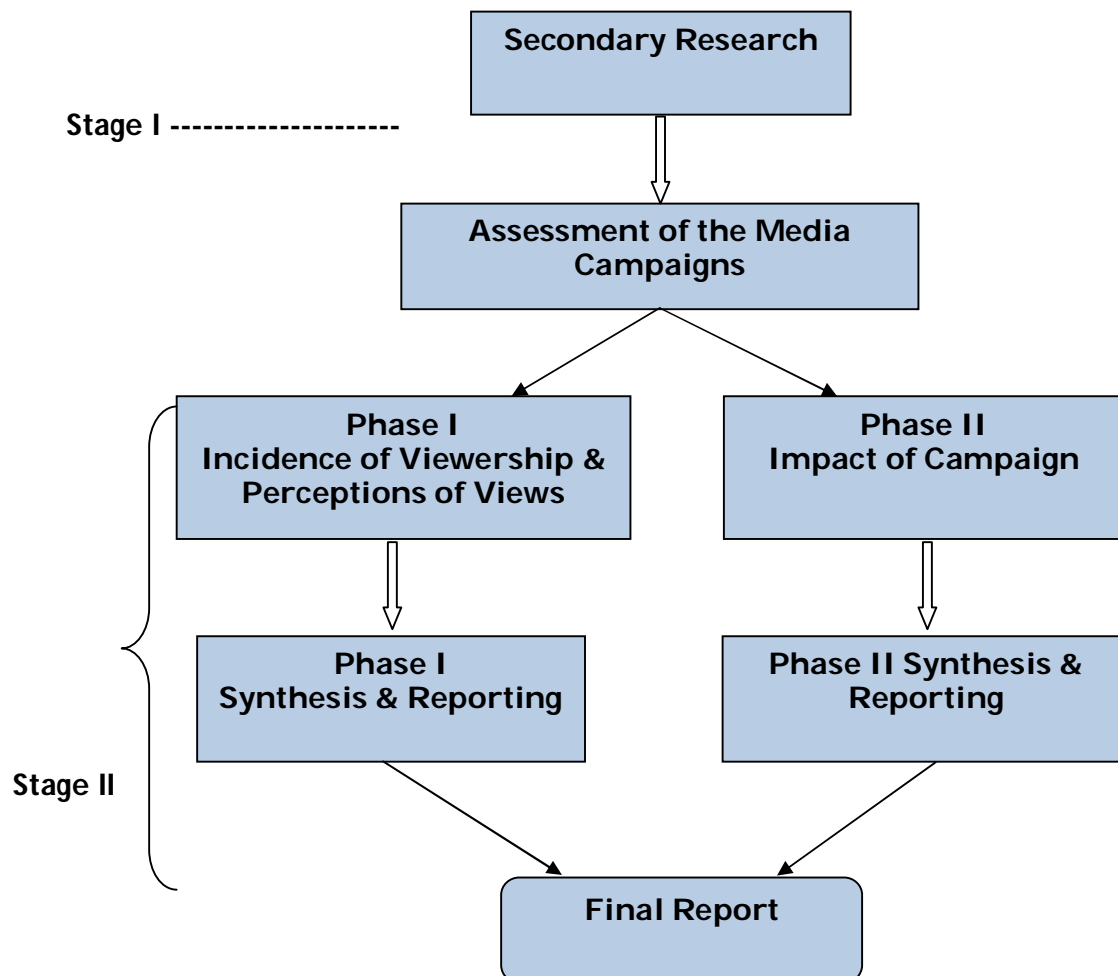 Secondary Research
Stage I ---------------------
Assessment of the Media
Campaigns
Phase I
Incidence of Viewership &
Perceptions of Views
Phase II
Impact of Campaign
Phase I
Synthesis & Reporting
Phase II Synthesis &
Reporting
Stage II
Final Report